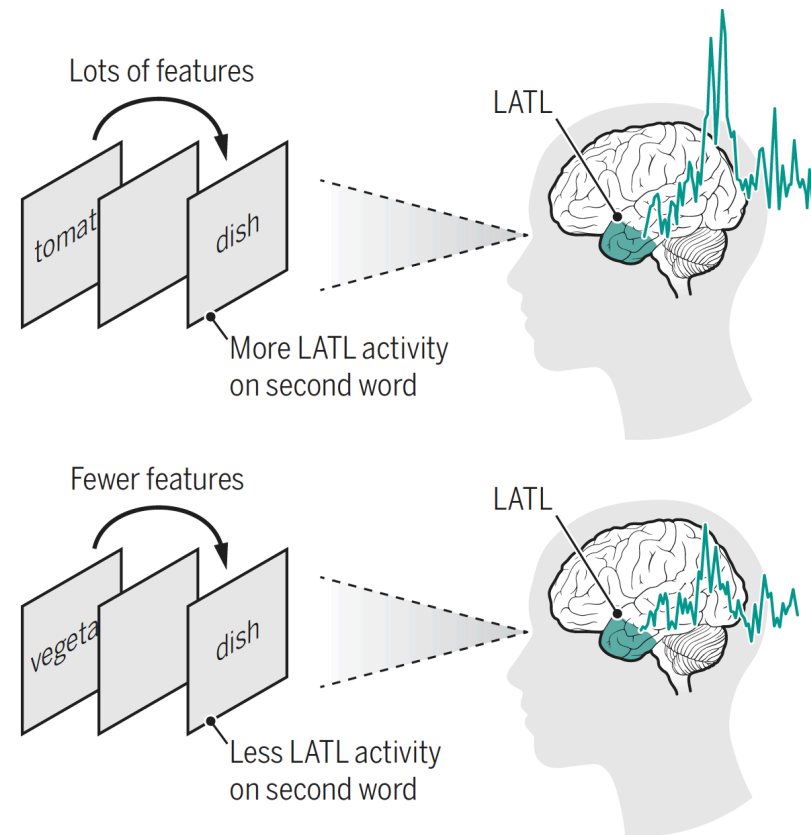 Lots of features
LATL
tomat
dish
More LATL activity
on second word
Fewer features
LATL
vegeta
dish
Less LATL activity
on second word